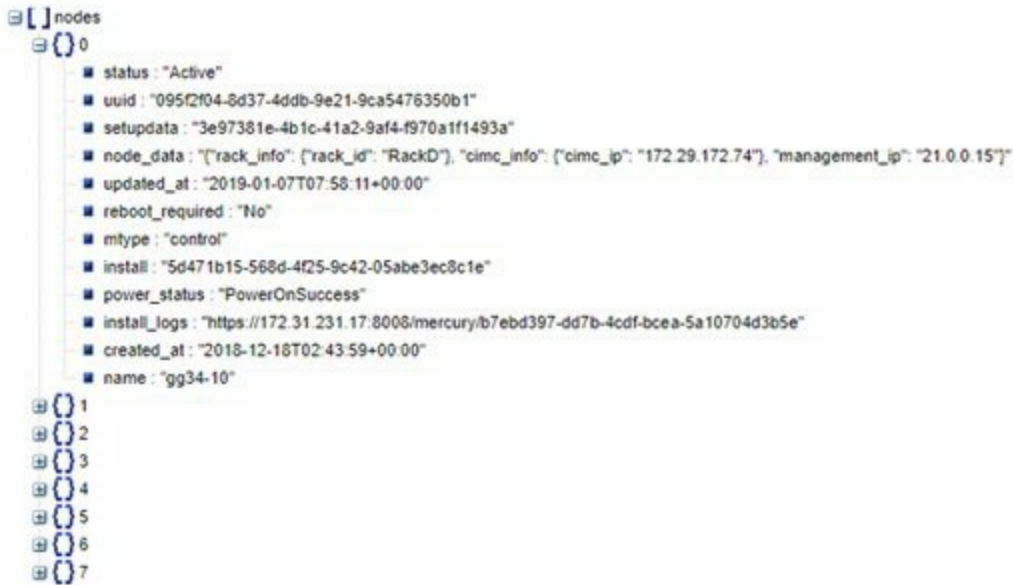 [ ] nodes
{} 0
status : "Active"
uuid : "095f2f04-8d37-4ddb-9e21-9ca5476350b1"
setupdata : "3e97381e-4b1c-41a2-9af4-f970a1f1493a"
node_data : "{"rack_info": {"rack_id": "RackD"}, "cimc_info": {"cimc_ip": "172.29.172.74"}, "management_ip": "21.0.0.15"}"
updated_at : "2019-01-07T07:58:11+00:00"
reboot_required : "No"
mtype : "control"
install : "5d471b15-568d-4f25-9c42-05abe3ec8c1e"
power_status : "PowerOnSuccess"
install_logs : "https://172.31.231.17:8008/mercury/b7ebd397-dd7b-4cdf-bcea-5a10704d3b5e"
created_at : "2018-12-18T02:43:59+00:00"
name : "gg34-10"
{} 1
{} 2
{} 3
{} 4
{} 5
{} 6
{} 7